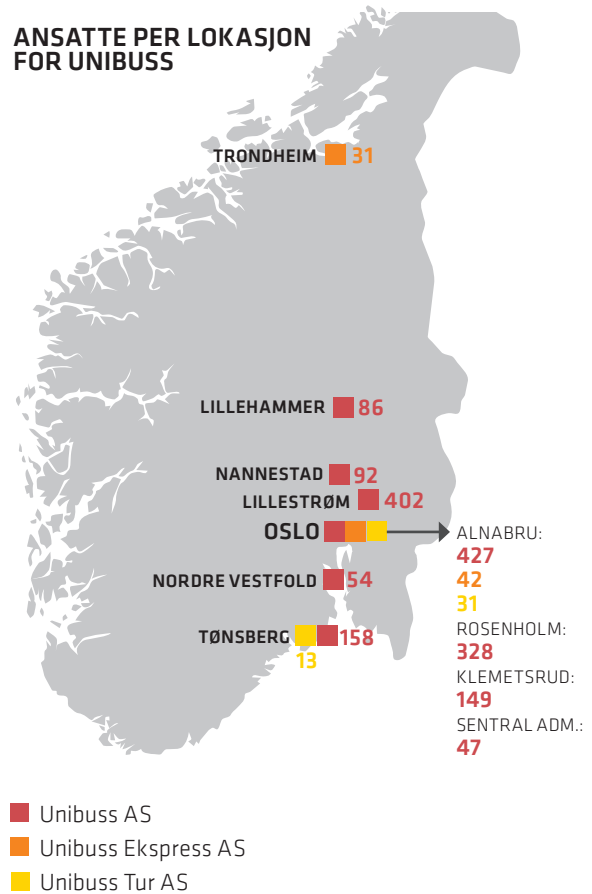 ANSATTE PER LOKASJON
FOR UNIBUSS
TRONDHEIM 31
LILLEHAMMER 86
NANNESTAD 92
LILLESTRØM 402
OSLO
ALNABRU:
427
42
31
ROSENHOLM:
328
KLEMETSRUD:
149
SENTRAL ADM.:
47
NORDRE VESTFOLD 54
TØNSBERG 158
13
Unibuss AS
Unibuss Ekspress AS
Unibuss Tur AS